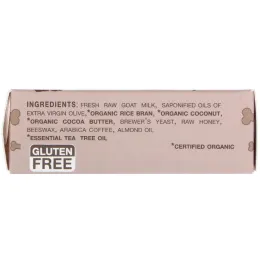 INGREDIENTS: FRESH RAW GOAT MILK, SAPONIFIED OILS OF
EXTRA VIRGIN OLIVE, *ORGANIC RICE BRAN, *ORGANIC COCONUT,
*ORGANIC COCOA BUTTER, BREWER'S YEAST, RAW HONEY,
BEESWAX, ARABICA COFFEE, ALMOND OIL
*ESSENTIAL TEA TREE OIL
*CERTIFIED ORGANIC
GLUTEN
FREE